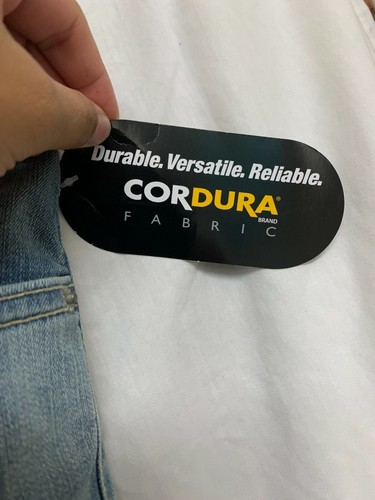 Durable. Versatile. Reliable.
CORDURA®
BRAND
FABRIC